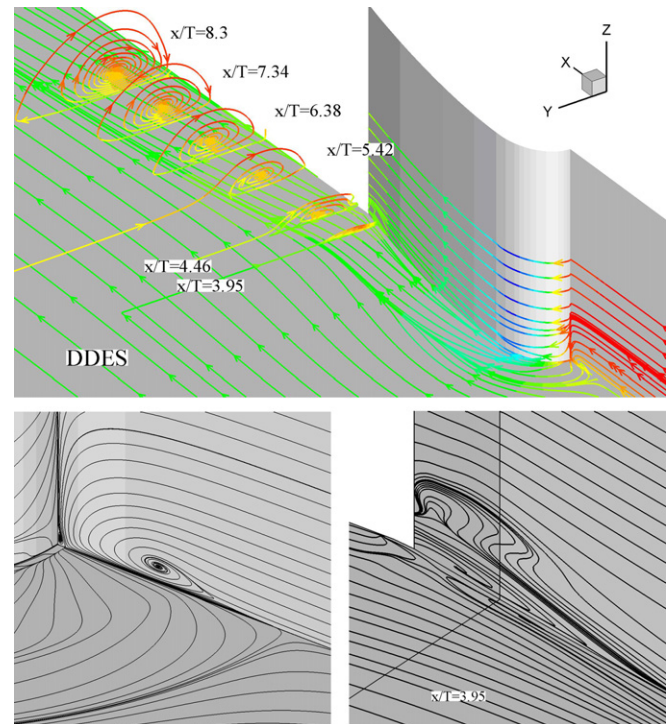 x/T=8.3
x/T=7.34
x/T=6.38
x/T=5.42
x/T=4.46
x/T=3.95
DDES
Z
X
Y
x/T=3.95